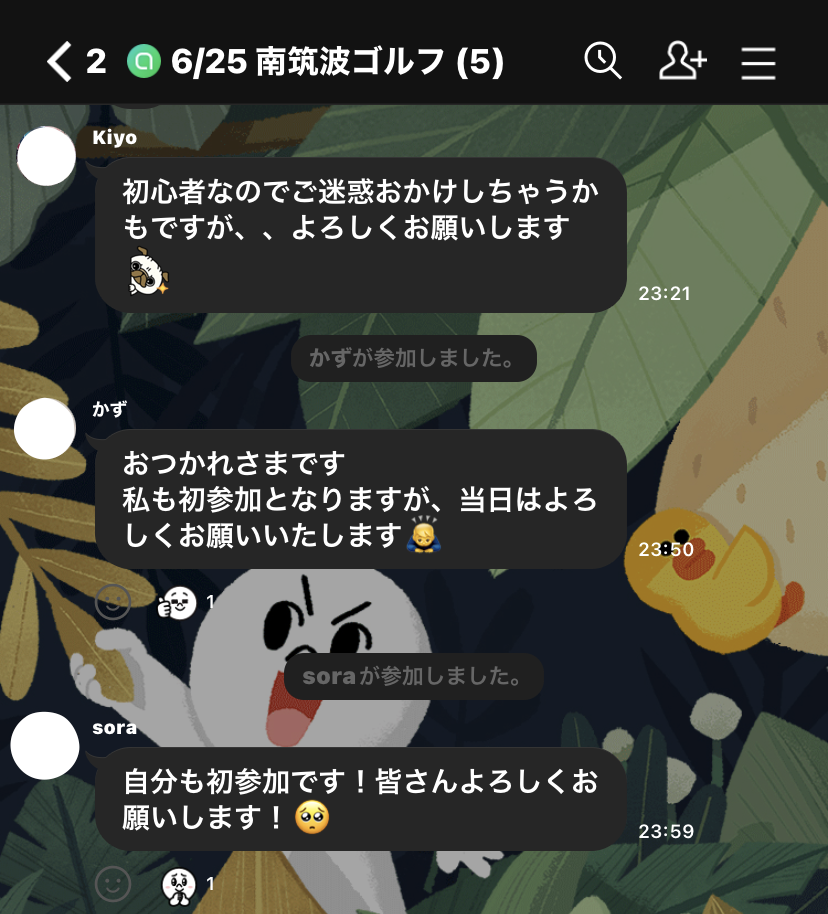 2 6/25 南筑波ゴルフ (5)
Kiyo
初心者なのでご迷惑おかけしちゃうか
もですが、、よろしくお願いします
23:21
かずが参加しました。
かず
おつかれさまです
私も初参加となりますが、当日はよろ
しくお願いいたします🙇
23:50
1
soraが参加しました。
sora
自分も初参加です！皆さんよろしくお
願いします！🥺
23:59
1